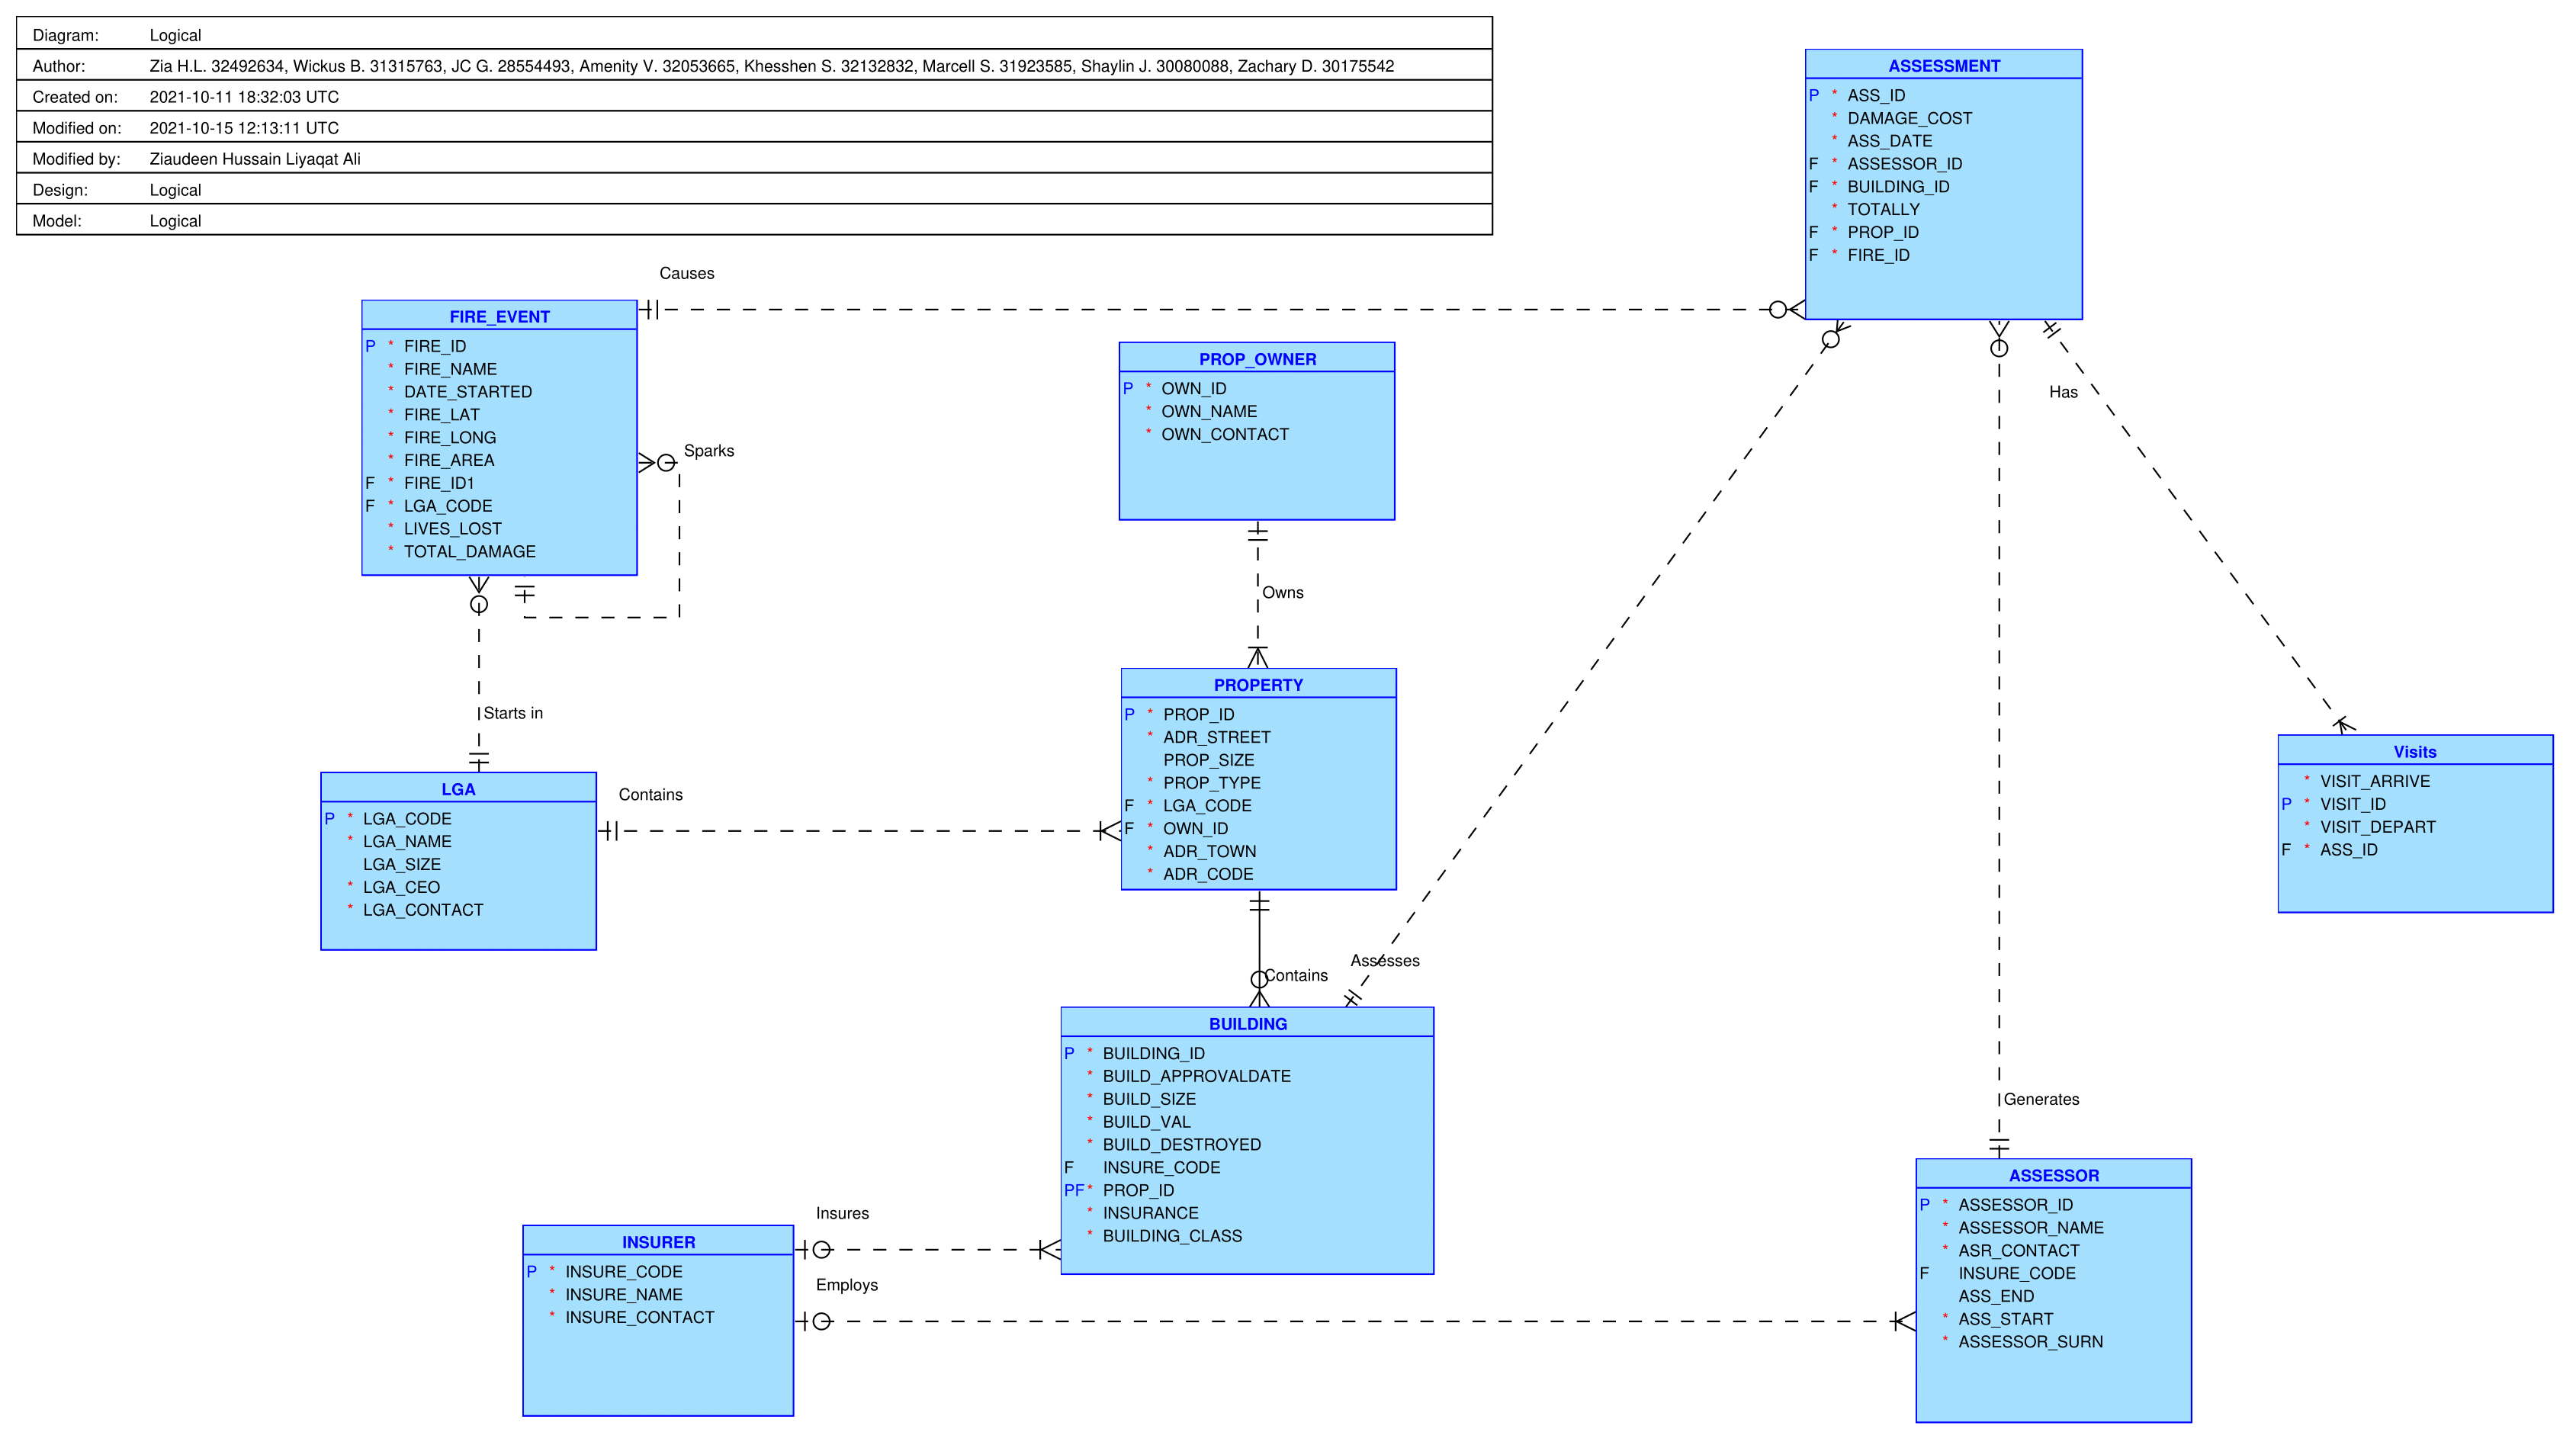 Diagram: Logical
Author: Zia H.L. 32492634, Wickus B. 31315763, JC G. 28554493, Amenity V. 32053665, Khesshen S. 32132832, Marcell S. 31923585, Shaylin J. 30080088, Zachary D. 30175542
Created on: 2021-10-11 18:32:03 UTC
Modified on: 2021-10-15 12:13:11 UTC
Modified by: Ziaudeen Hussain Liyaqat Ali
Design: Logical
Model: Logical
ASSESSMENT
P * ASS_ID
* DAMAGE_COST
* ASS_DATE
F * ASSESSOR_ID
F * BUILDING_ID
* TOTALLY
F * PROP_ID
F * FIRE_ID
Causes
FIRE_EVENT
P * FIRE_ID
* FIRE_NAME
* DATE_STARTED
* FIRE_LAT
* FIRE_LONG
* FIRE_AREA
F * FIRE_ID1
F * LGA_CODE
* LIVES_LOST
* TOTAL_DAMAGE
Sparks
PROP_OWNER
P * OWN_ID
* OWN_NAME
* OWN_CONTACT
Has
Owns
Starts in
PROPERTY
P * PROP_ID
* ADR_STREET
PROP_SIZE
* PROP_TYPE
F * LGA_CODE
F * OWN_ID
* ADR_TOWN
* ADR_CODE
Visits
* VISIT_ARRIVE
P * VISIT_ID
* VISIT_DEPART
F * ASS_ID
LGA
P * LGA_CODE
* LGA_NAME
LGA_SIZE
* LGA_CEO
* LGA_CONTACT
Contains
Contains
Assesses
BUILDING
P * BUILDING_ID
* BUILD_APPROVALDATE
* BUILD_SIZE
* BUILD_VAL
* BUILD_DESTROYED
F INSURE_CODE
PF * PROP_ID
* INSURANCE
* BUILDING_CLASS
Generates
ASSESSOR
P * ASSESSOR_ID
* ASSESSOR_NAME
* ASR_CONTACT
F INSURE_CODE
ASS_END
* ASS_START
* ASSESSOR_SURN
Insures
Employs
INSURER
P * INSURE_CODE
* INSURE_NAME
* INSURE_CONTACT